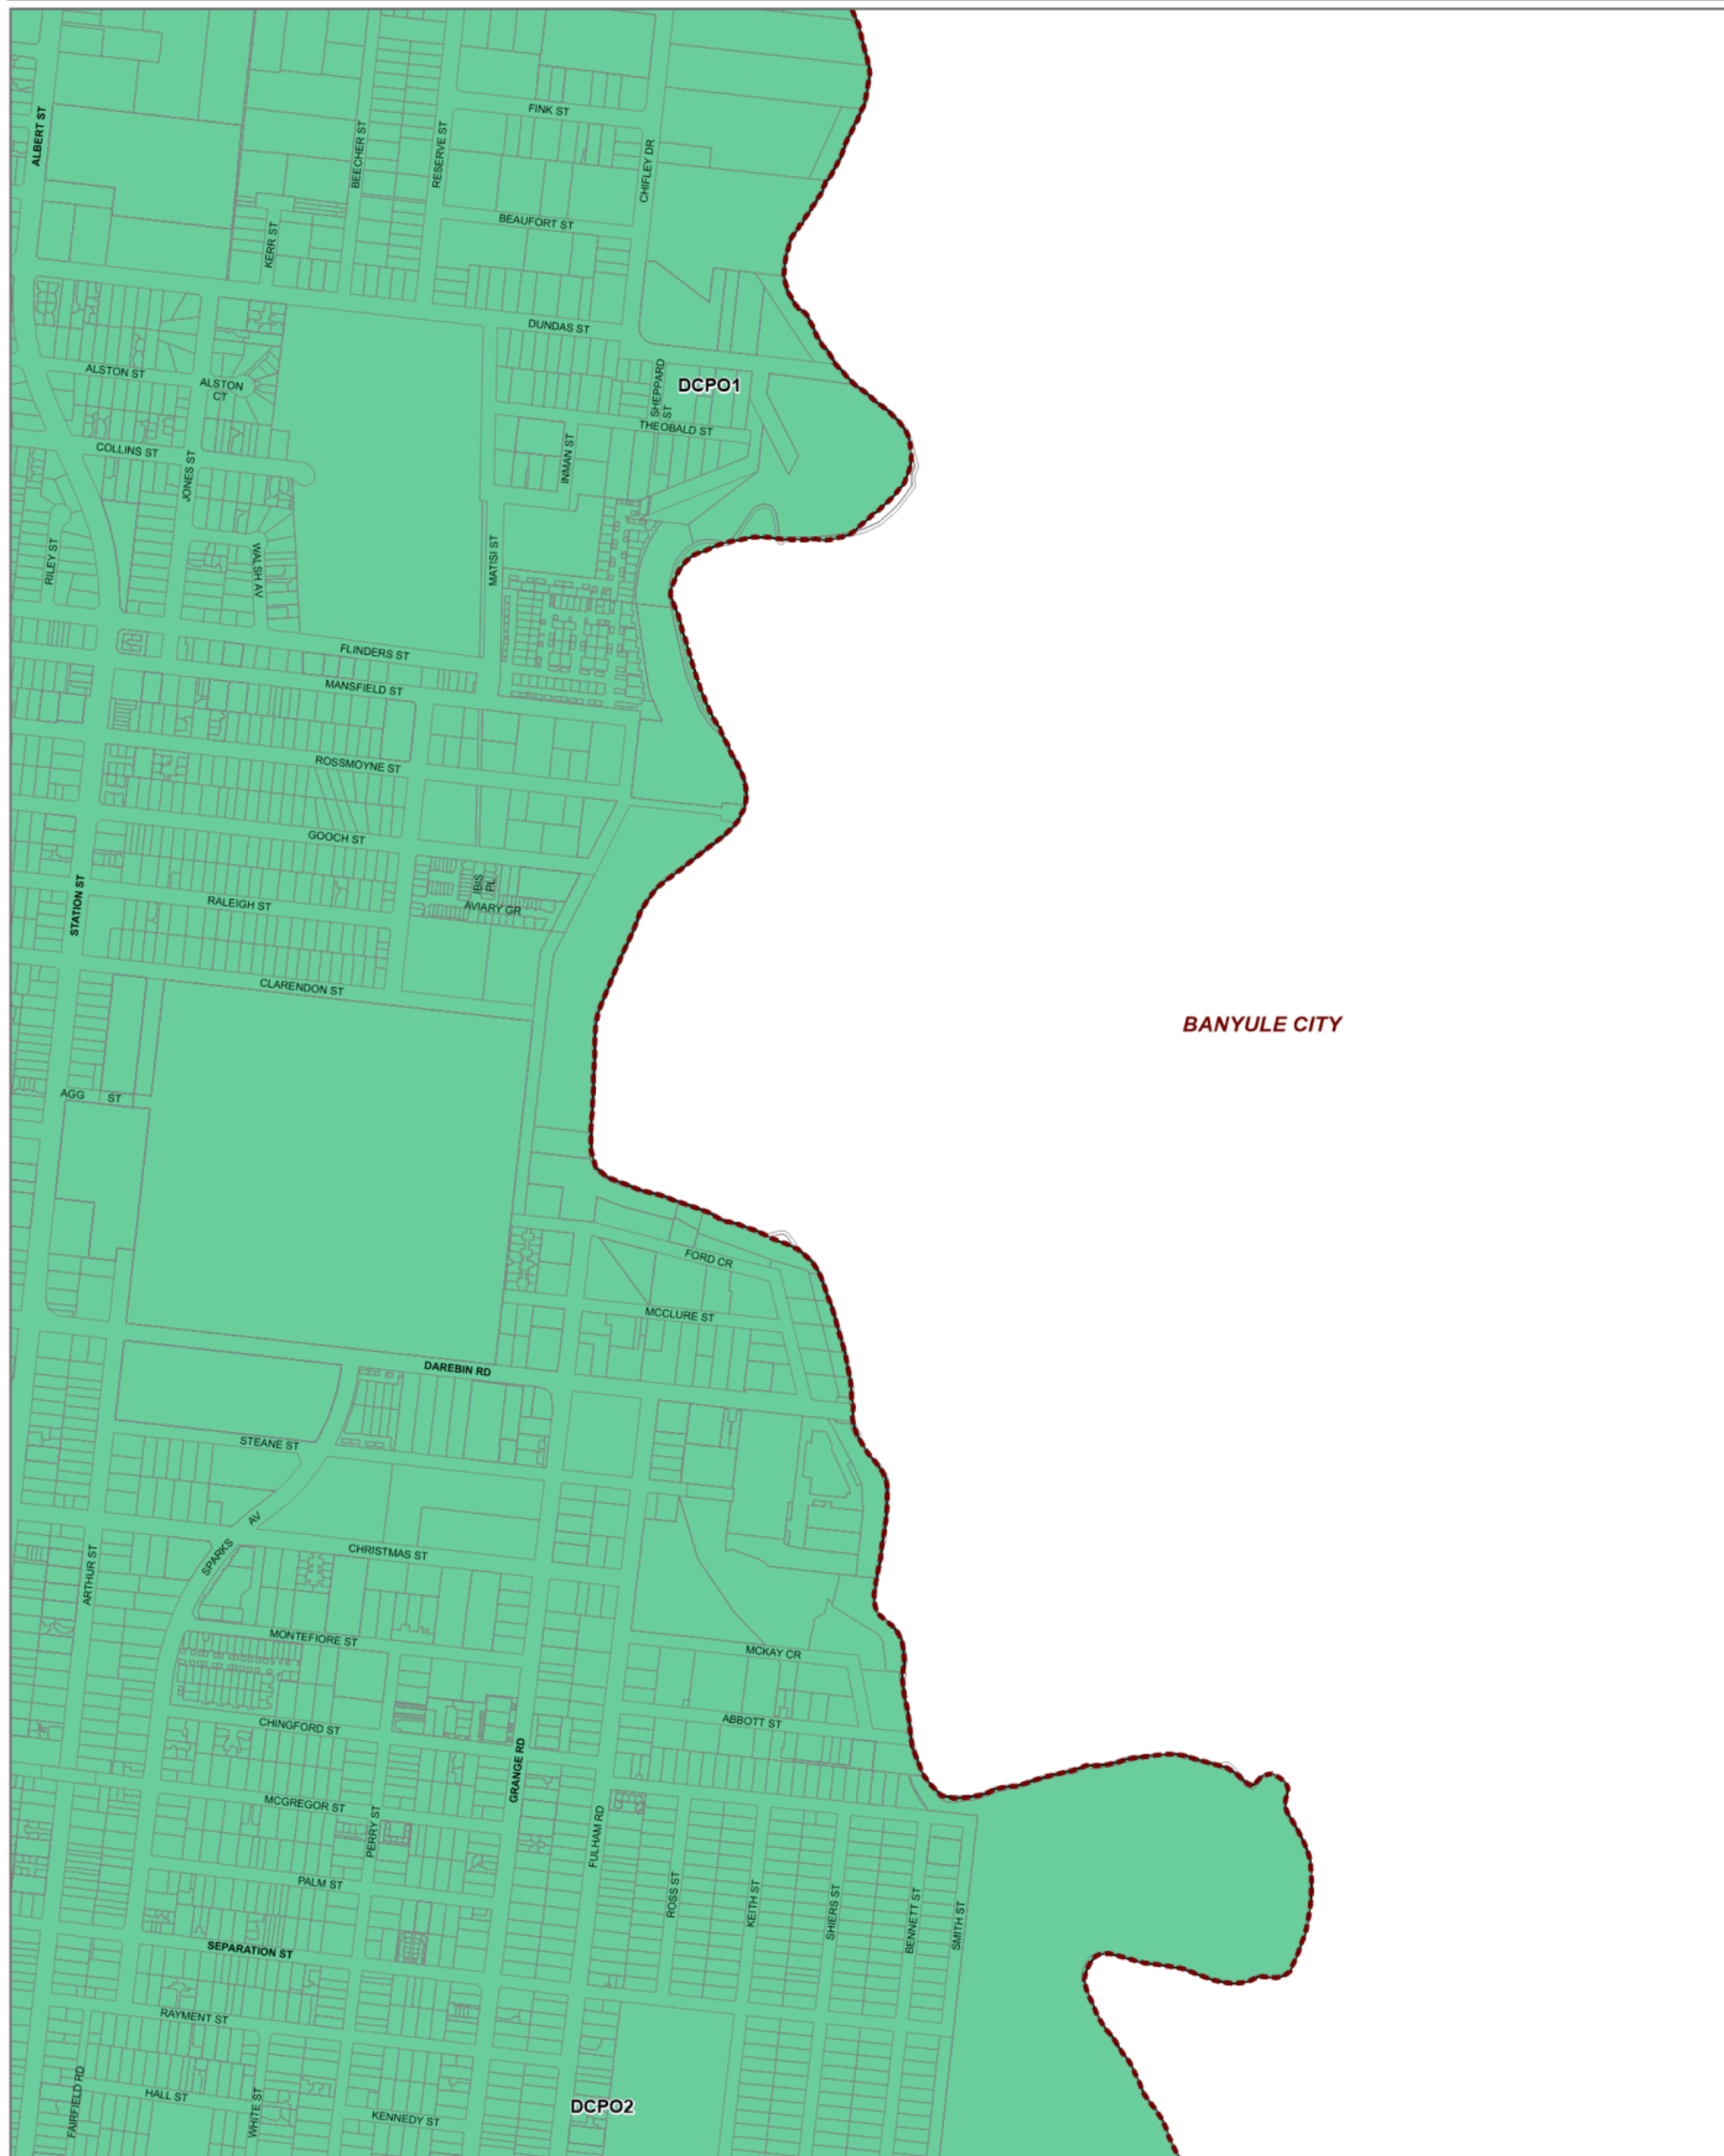 FINK ST
ALBERT ST
BEECHER ST
RESERVE ST
CHIFLEY DR
BEAUFORT ST
KERR ST
DUNDAS ST
ALSTON ST
ALSTON
CT
SHEPPARD
ST
DCPO1
THEOBALD ST
COLLINS ST
JONES ST
INMAN ST
RILEY ST
WALSH AV
MATISI ST
FLINDERS ST
MANSFIELD ST
ROSSMOYNE ST
GOOCH ST
STATION ST
RALEIGH ST
IBIS
PL
AVIARY GR
CLARENDON ST
BANYULE CITY
AGG ST
FORD CR
MCCLURE ST
DAREBIN RD
STEANE ST
SPARKS AV
CHRISTMAS ST
ARTHUR ST
MONTEFIORE ST
MCKAY CR
CHINGFORD ST
ABBOTT ST
GRANGE RD
MCGREGOR ST
PERRY ST
FULHAM RD
PALM ST
ROSS ST
KEITH ST
SHIERS ST
BENNETT ST
SMITH ST
SEPARATION ST
RAYMENT ST
FAIRFIELD RD
HALL ST
WHITE ST
KENNEDY ST
DCPO2